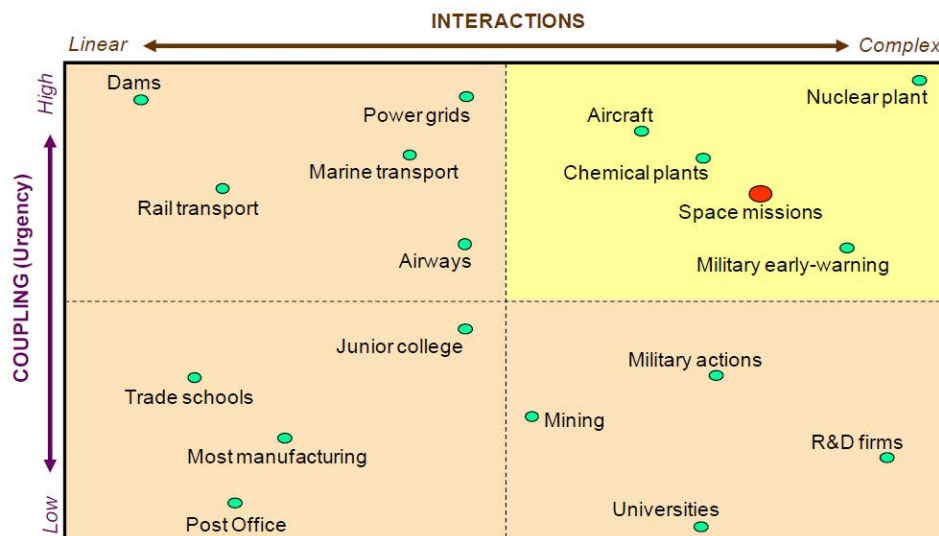 INTERACTIONS
Linear
Complex
High
COUPLING (Urgency)
Low
Dams
Power grids
Marine transport
Rail transport
Airways
Nuclear plant
Aircraft
Chemical plants
Space missions
Military early-warning
Junior college
Trade schools
Most manufacturing
Post Office
Military actions
Mining
R&D firms
Universities